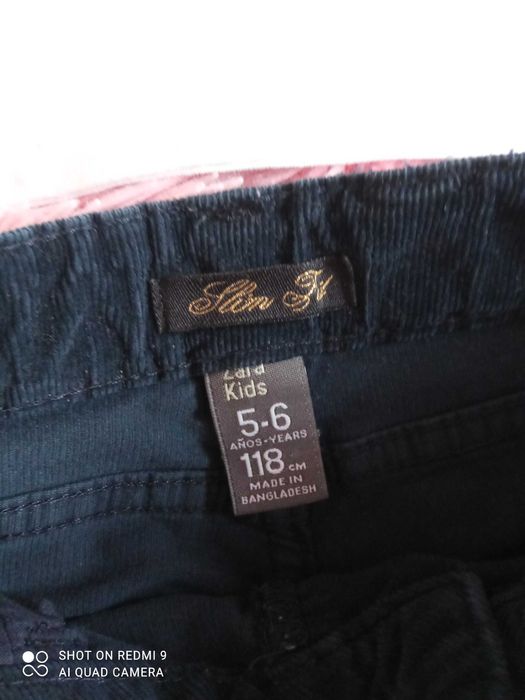 Slim Fit
Zara
Kids
5-6
AÑOS-YEARS
118 CM
MADE IN
BANGLADESH
SHOT ON REDMI 9
AI QUAD CAMERA